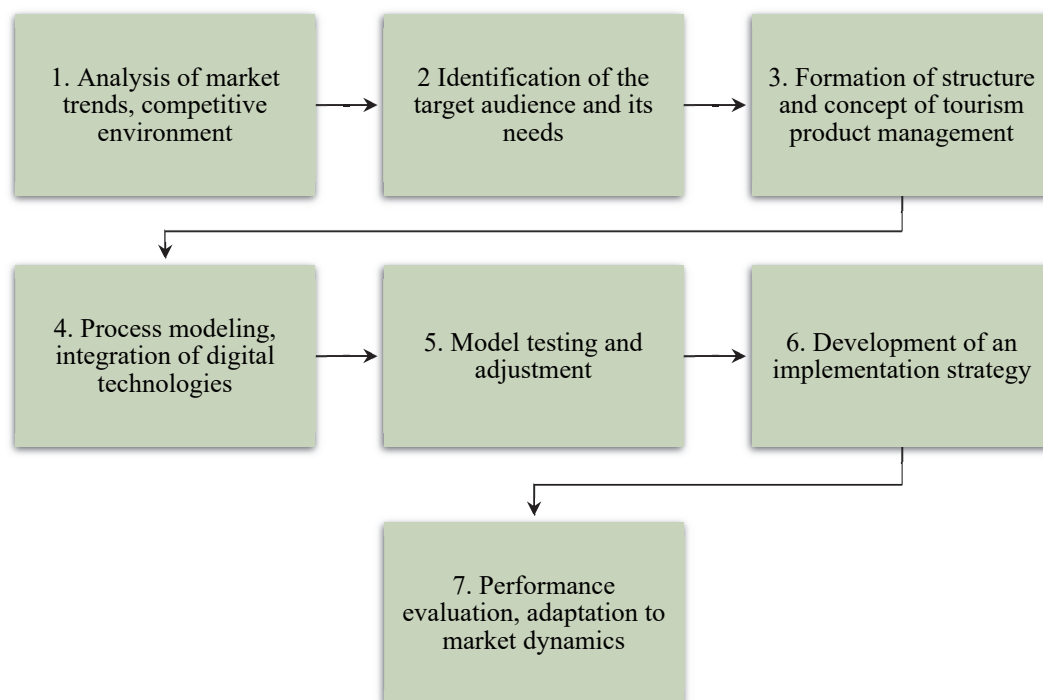 1. Analysis of market
trends, competitive
environment
2 Identification of the
target audience and its
needs
3. Formation of structure
and concept of tourism
product management
4. Process modeling,
integration of digital
technologies
5. Model testing and
adjustment
6. Development of an
implementation strategy
7. Performance
evaluation, adaptation to
market dynamics